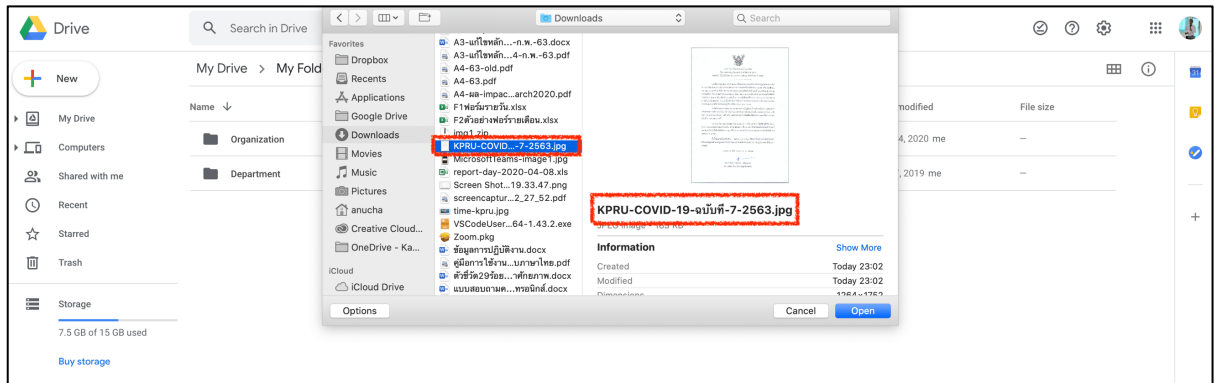 Drive
Search in Drive
New
My Drive
Computers
Shared with me
Recent
Starred
Trash
Storage
7.5 GB of 15 GB used
Buy storage
My Drive > My Fold
Name
Organization
Department
Downloads
Search
Favorites
Dropbox
Recents
Applications
Google Drive
Downloads
Movies
Music
Pictures
anucha
Creative Cloud...
OneDrive - Ka...
iCloud
iCloud Drive
A3-แก้ไขหลัก...-ก.พ.-63.docx
A3-แก้ไขหลัก...4-ก.พ.-63.pdf
A4-63-old.pdf
A4-63.pdf
A4-ผล-impac...arch2020.pdf
F1ฟอร์มรายวัน.xlsx
F2ตัวอย่างฟอร์รายเดือน.xlsx
img1.zip
KPRU-COVID...-7-2563.jpg
MicrosoftTeams-image 1.jpg
report-day-2020-04-08.xls
Screen Shot...19.33.47.png
screencaptur...2_27_52.pdf
time-kpru.jpg
VSCodeUser...64-1.43.2.exe
Zoom.pkg
ข้อมูลการปฏิบัติงาน.docx
คู่มือการใช้งาน...บภาษาไทย.pdf
ตัวชี้วัด29ร้อย...าศักยภาพ.docx
แบบสอบถามค...ทรอนิกส์.docx
KPRU-COVID-19-ฉบับที่-7-2563.jpg
JPEG image - 165 KB
Information
Show More
Created
Today 23:02
Modified
Today 23:02
Dimensions
1264×1752
Options
Cancel
Open
modified
File size
4, 2020 me
—
, 2019 me
—
31